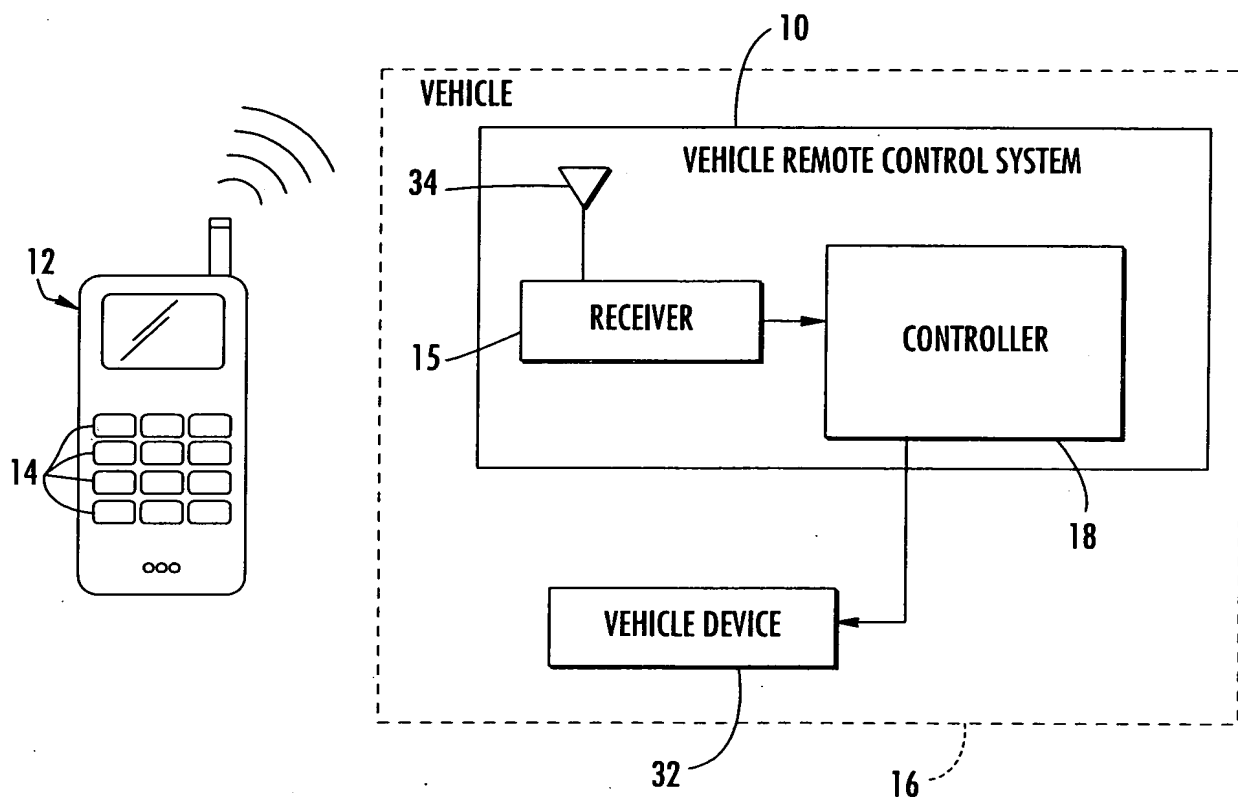 10
VEHICLE
VEHICLE REMOTE CONTROL SYSTEM
34
12
RECEIVER
CONTROLLER
15
14
18
VEHICLE DEVICE
32
16